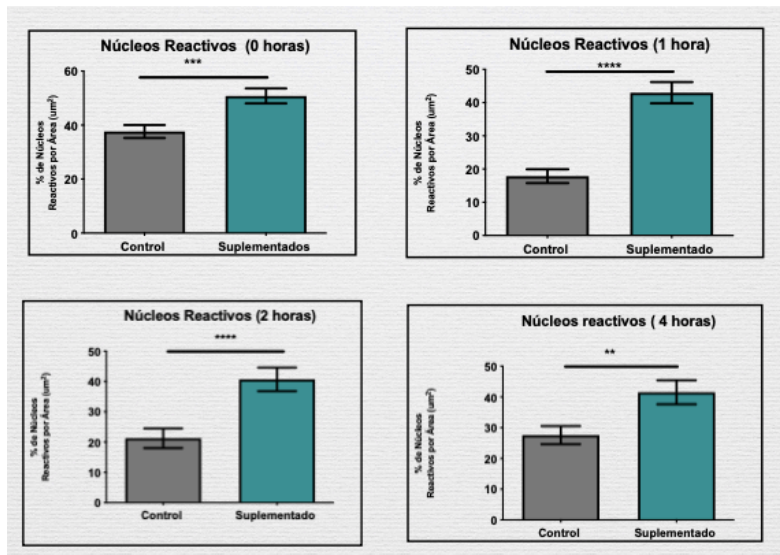 Núcleos Reactivos (0 horas)
***
% de Núcleos
Reactivos por Área (um²)
60
40
20
0
Control
Suplementados
Núcleos Reactivos (1 hora)
****
% de Núcleos
Reactivos por Área (um²)
50
40
30
20
10
0
Control
Suplementado
Núcleos Reactivos (2 horas)
****
% de Núcleos
Reactivos por Área (um²)
50
40
30
20
10
0
Control
Suplementado
Núcleos reactivos ( 4 horas)
**
% de Núcleos
Reactivos por Área (um²)
50
40
30
20
10
0
Control
Suplementado